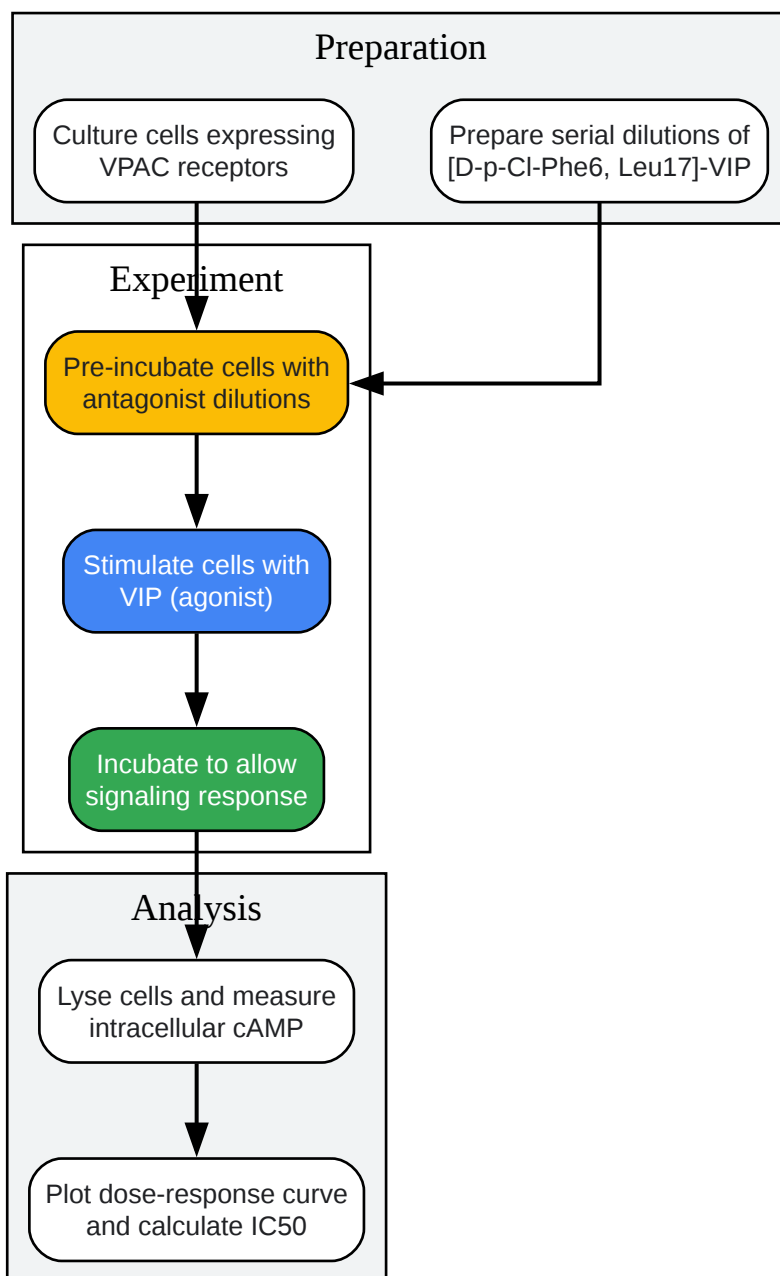 Preparation
Culture cells expressing
VPAC receptors
Prepare serial dilutions of
[D-p-Cl-Phe6, Leu17]-VIP
Experiment
Pre-incubate cells with
antagonist dilutions
Stimulate cells with
VIP (agonist)
Incubate to allow
signaling response
Analysis
Lyse cells and measure
intracellular cAMP
Plot dose-response curve
and calculate IC50